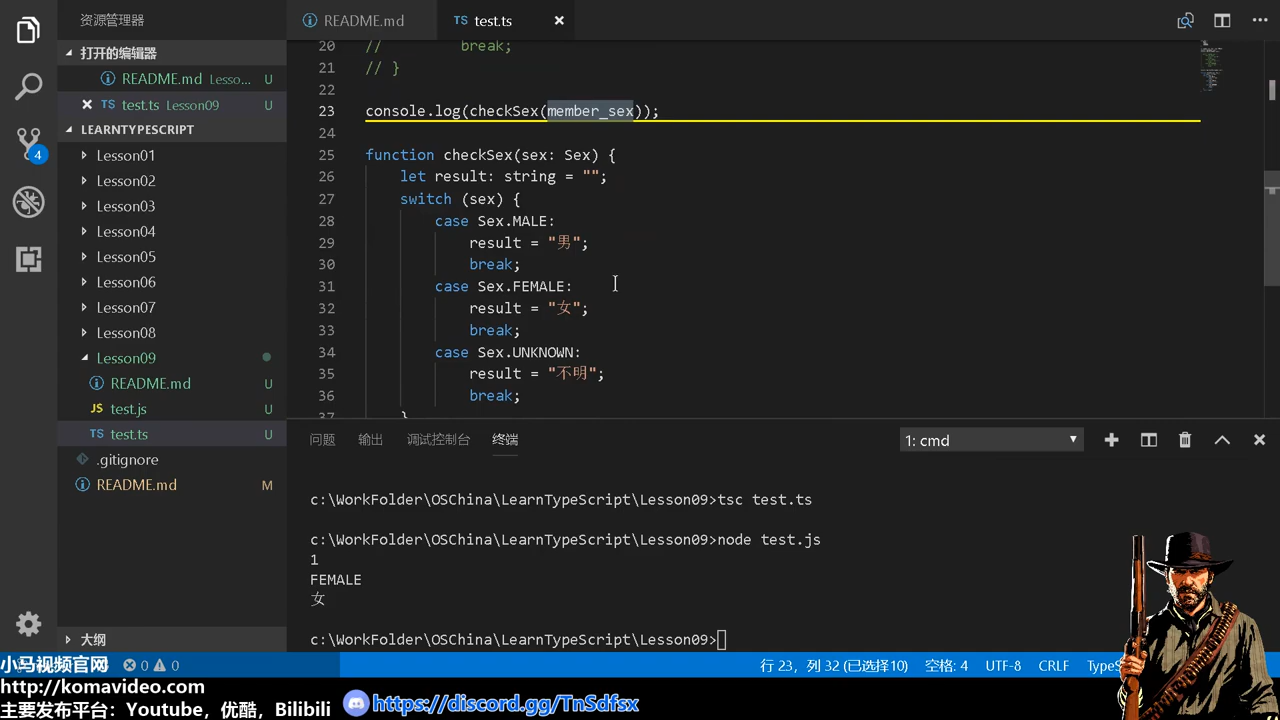 资源管理器
README.md
TS test.ts
打开的编辑器
README.md Lesso... U
TS test.ts Lesson09 U
LEARNTYPESCRIPT
Lesson01
Lesson02
Lesson03
Lesson04
Lesson05
Lesson06
Lesson07
Lesson08
Lesson09
README.md U
JS test.js U
TS test.ts U
.gitignore
README.md M
大纲
4
20 // break;
21 // }
22
23 console.log(checkSex(member_sex));
24
25 function checkSex(sex: Sex) {
26 let result: string = "";
27 switch (sex) {
28 case Sex.MALE:
29 result = "男";
30 break;
31 case Sex.FEMALE:
32 result = "女";
33 break;
34 case Sex.UNKNOWN:
35 result = "不明";
36 break;
37 }
问题 输出 调试控制台 终端 1: cmd
c:\WorkFolder\OSChina\LearnTypeScript\Lesson09>tsc test.ts
c:\WorkFolder\OSChina\LearnTypeScript\Lesson09>node test.js
1
FEMALE
女
c:\WorkFolder\OSChina\LearnTypeScript\Lesson09>
小马视频官网 0 0 行 23，列 32 (已选择10) 空格: 4 UTF-8 CRLF
http://komavideo.com
主要发布平台：Youtube，优酷，Bilibili
https://discord.gg/TnSdfsx